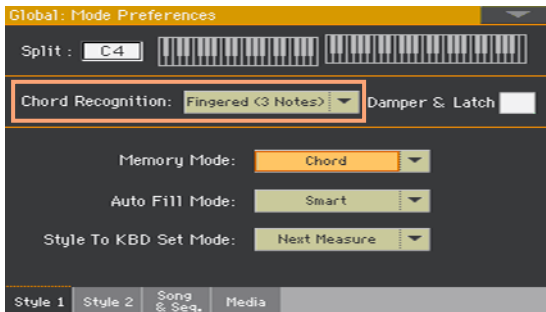 Global: Mode Preferences
Split : C4
Chord Recognition: Fingered (3 Notes) Damper & Latch
Memory Mode: Chord
Auto Fill Mode: Smart
Style To KBD Set Mode: Next Measure
Style 1 Style 2 Song & Seq. Media